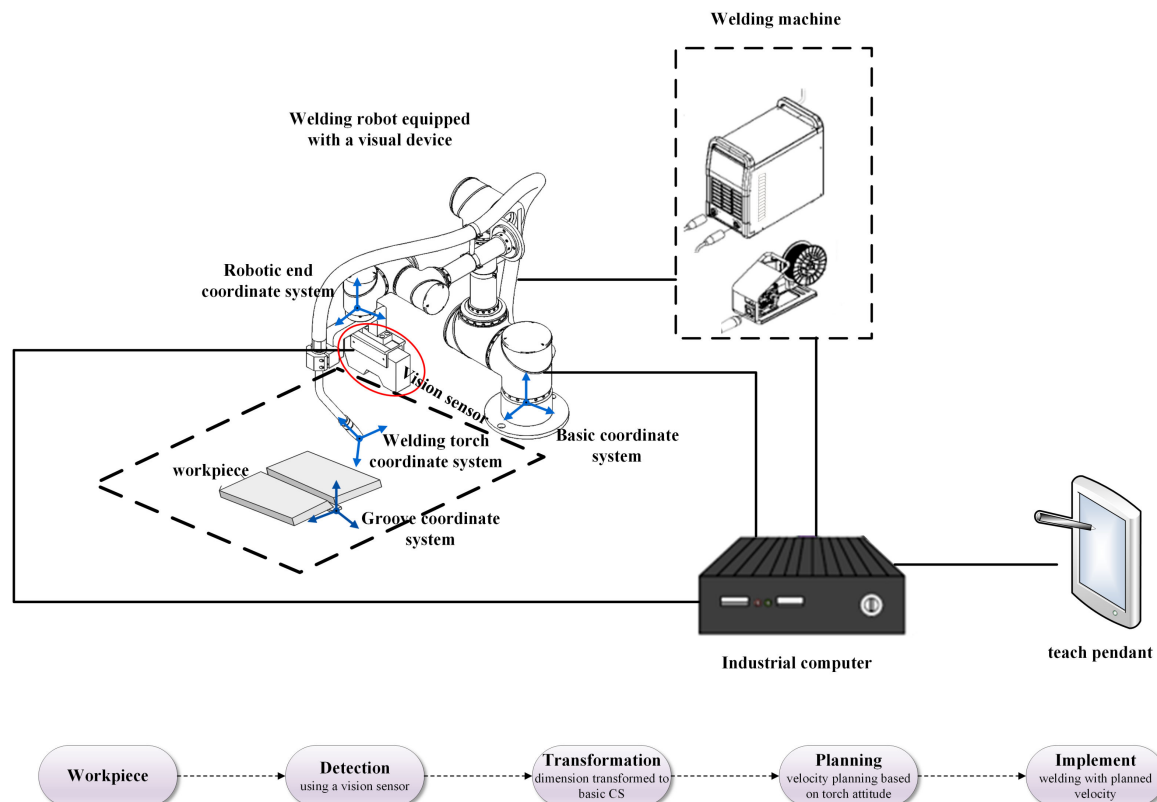 Welding machine
Welding robot equipped
with a visual device
Robotic end
coordinate system
Vision sensor
Welding torch
coordinate system
Basic coordinate
system
workpiece
Groove coordinate
system
Industrial computer
teach pendant
Workpiece
Detection
using a vision sensor
Transformation
dimension transformed to
basic CS
Planning
velocity planning based
on torch attitude
Implement
welding with planned
velocity